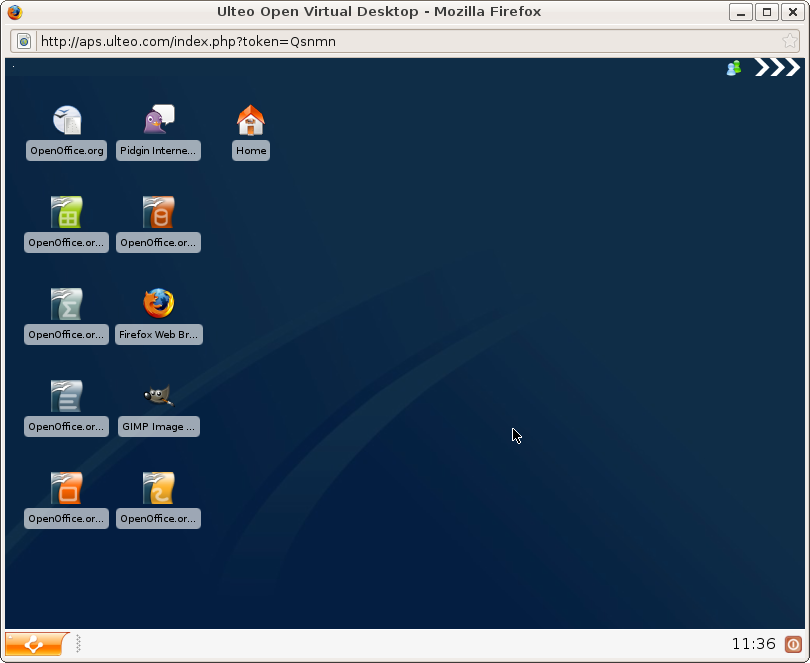 Ulteo Open Virtual Desktop - Mozilla Firefox
http://aps.ulteo.com/index.php?token=Qsnmn
OpenOffice.org
Pidgin Interne...
Home
OpenOffice.or...
OpenOffice.or...
OpenOffice.or...
Firefox Web Br...
OpenOffice.or...
GIMP Image ...
OpenOffice.or...
OpenOffice.or...
11:36